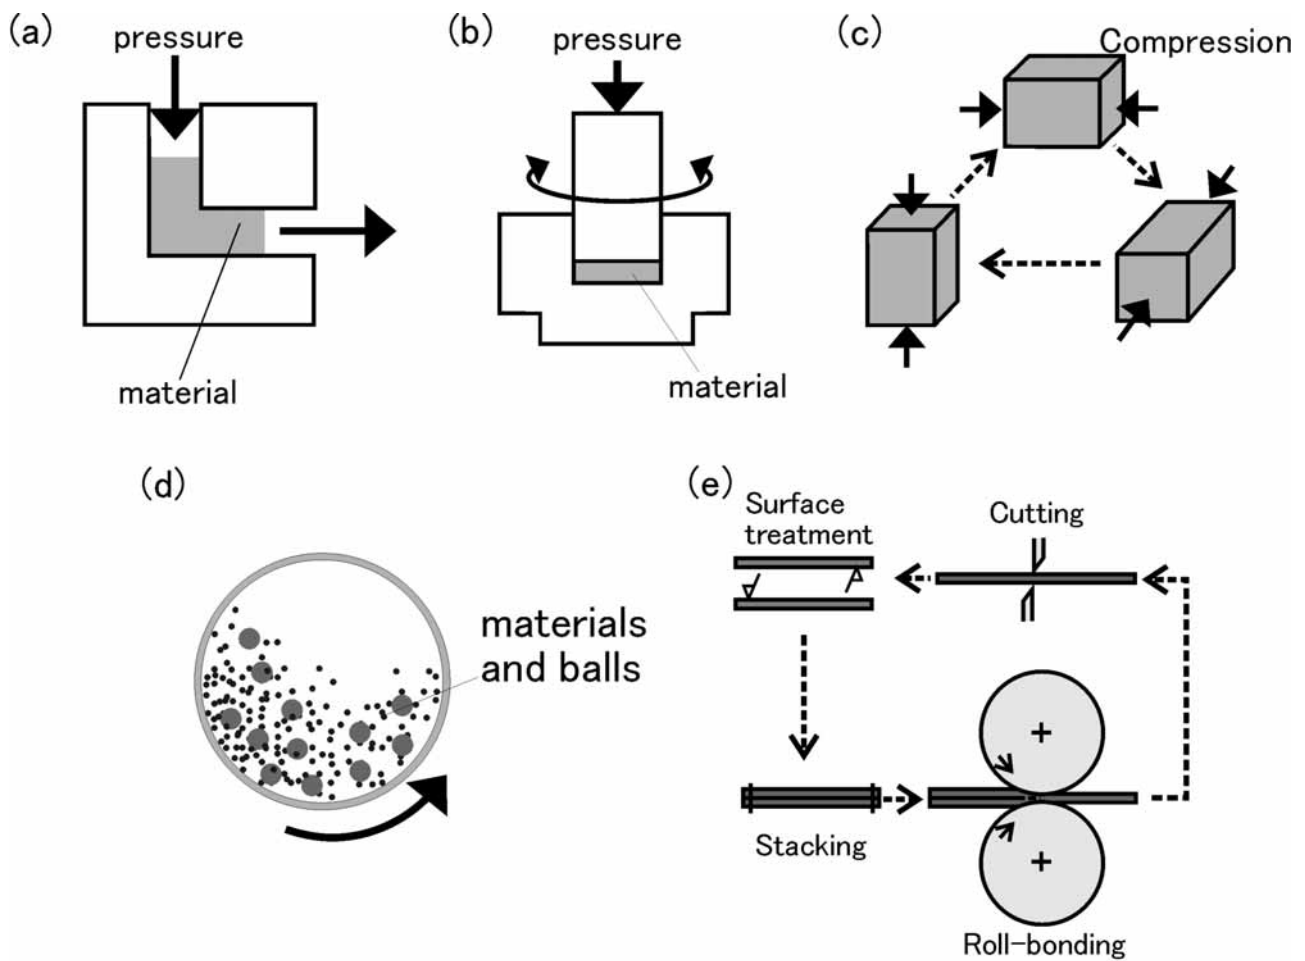 (a)
pressure
material
(b)
pressure
material
(c)
Compression
(d)
materials
and balls
(e)
Surface
treatment
Cutting
Stacking
Roll-bonding